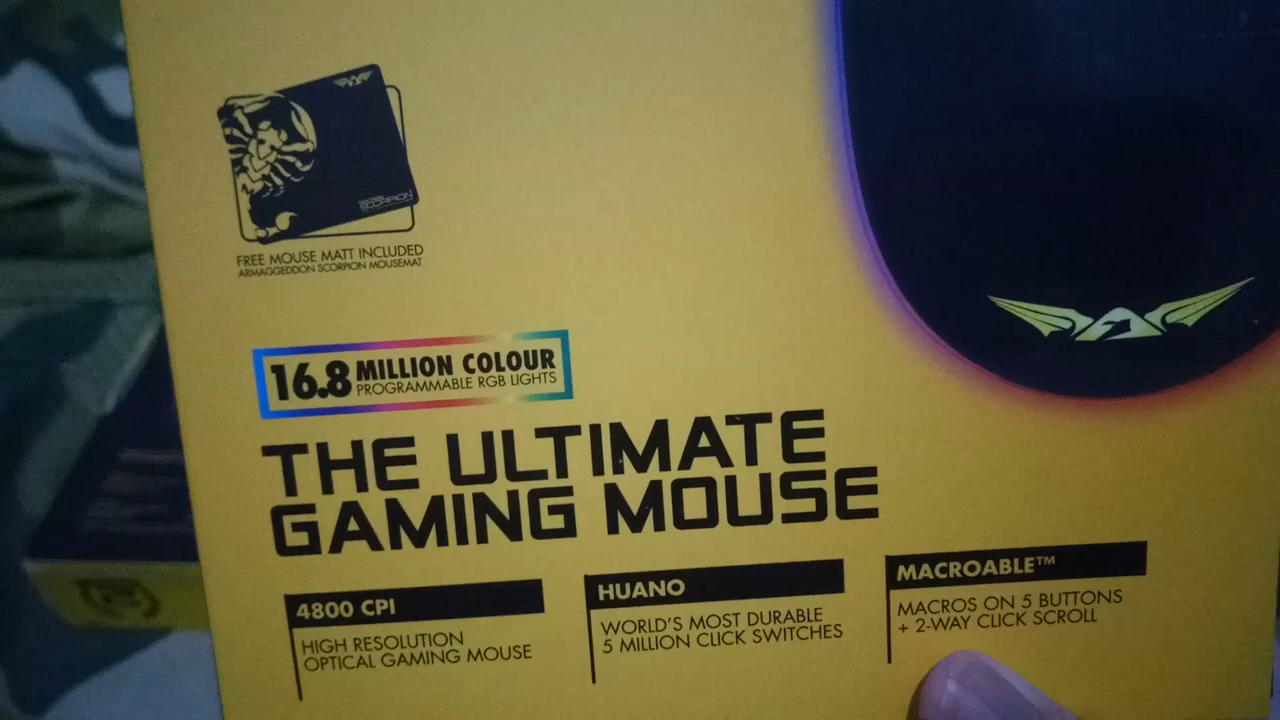 SCORPION
FREE MOUSE MATT INCLUDED
ARMAGGEDDON SCORPION MOUSEMAT
16.8 MILLION COLOUR
PROGRAMMABLE RGB LIGHTS
THE ULTIMATE
GAMING MOUSE
4800 CPI
HIGH RESOLUTION
OPTICAL GAMING MOUSE
HUANO
WORLD'S MOST DURABLE
5 MILLION CLICK SWITCHES
MACROABLE™
MACROS ON 5 BUTTONS
+ 2-WAY CLICK SCROLL